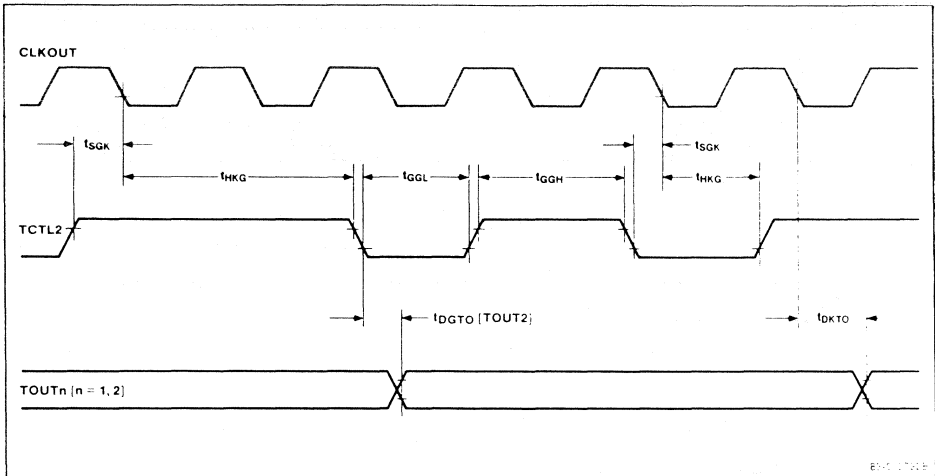 CLKOUT
tSGK
tSGK
tHKG
tGGL
tGGH
tHKG
TCTL2
tDGTO [TOUT2]
tDKTO
TOUTn [n = 1, 2]